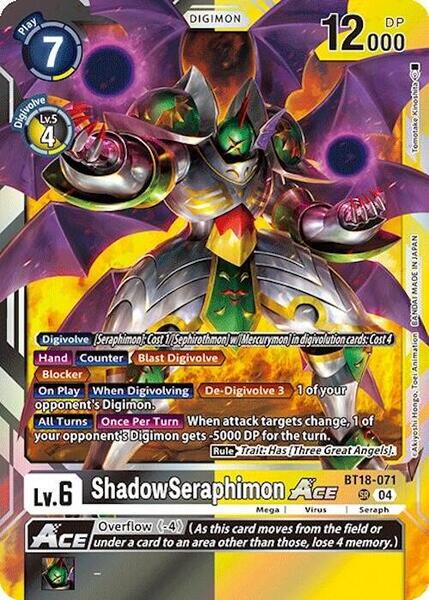 Play
7
DIGIMON
12000
DP
Digivolve
Lv.5
4
Tomotake Kinoshita
BANDAI MADE IN JAPAN
©Akiyoshi Hongo, Toei Animation
Digivolve [Seraphimon]: Cost 1/[Sephirothmon] w/[Mercurymon] in digivolution cards: Cost 4
Hand Counter Blast Digivolve
Blocker
On Play When Digivolving De-Digivolve 3 1 of your
opponent's Digimon.
All Turns Once Per Turn When attack targets change, 1 of
your opponent's Digimon gets -5000 DP for the turn.
Rule Trait: Has [Three Great Angels].
Lv.6 ShadowSeraphimon ACE
BT18-071
SR 04
Mega Virus Seraph
ACE Overflow ⟨-4⟩ (As this card moves from the field or
under a card to an area other than those, lose 4 memory.)
-